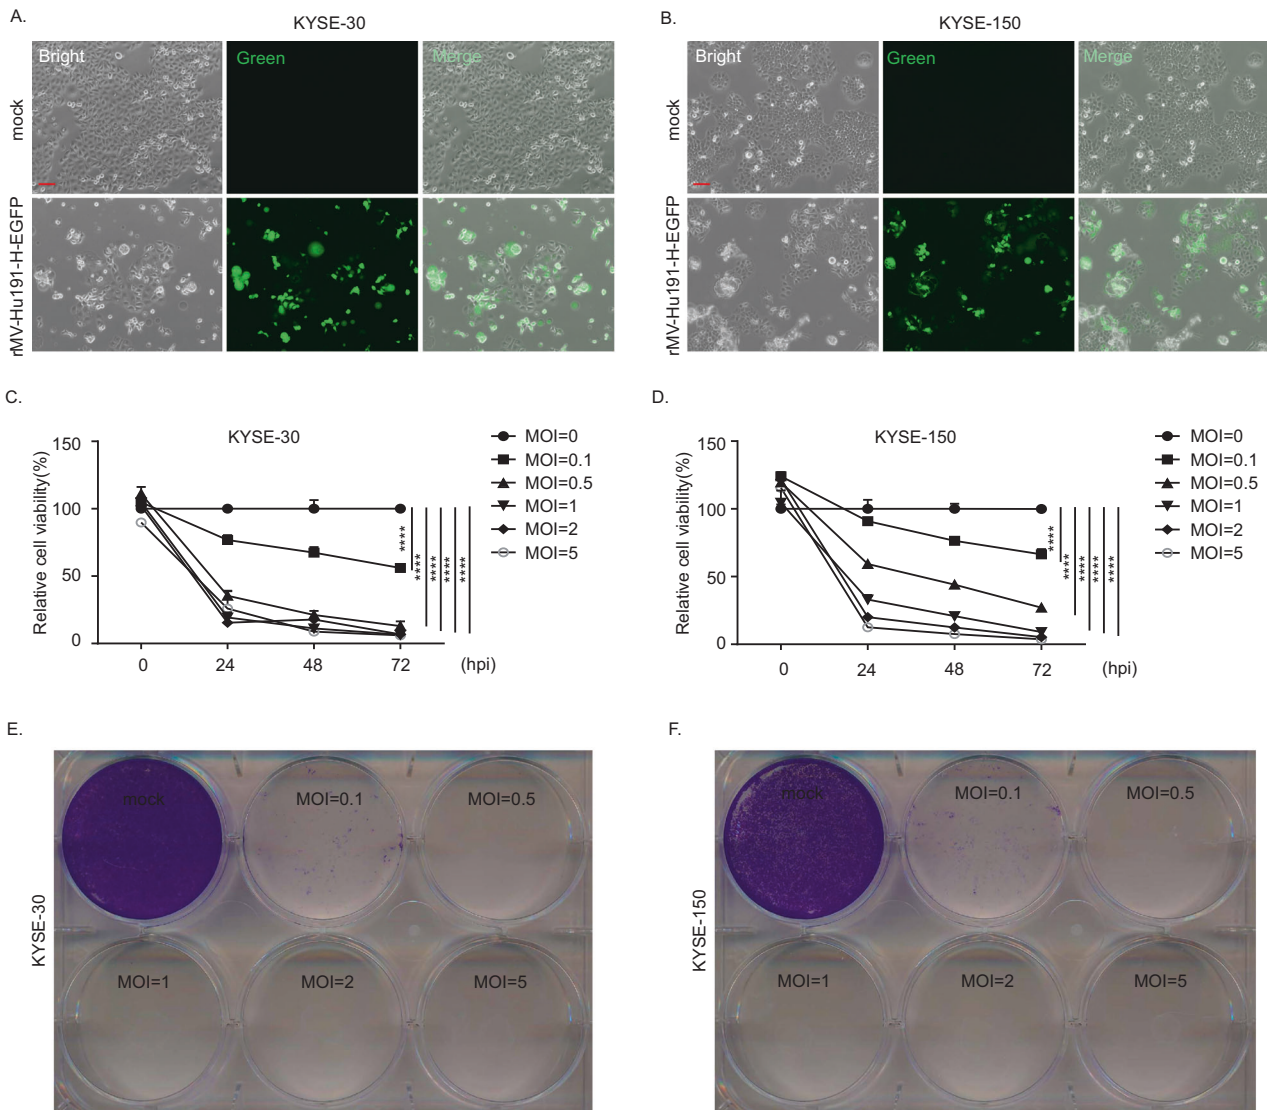 A.
KYSE-30
Bright
Green
Merge
mock
rMV-Hu191-H-EGFP
B.
KYSE-150
Bright
Green
Merge
mock
rMV-Hu191-H-EGFP
C.
KYSE-30
Relative cell viability(%)
150
100
50
0
0
24
48
72
(hpi)
****
****
****
****
****
MOI=0
MOI=0.1
MOI=0.5
MOI=1
MOI=2
MOI=5
D.
KYSE-150
Relative cell viability(%)
150
100
50
0
0
24
48
72
(hpi)
****
****
****
****
****
MOI=0
MOI=0.1
MOI=0.5
MOI=1
MOI=2
MOI=5
E.
KYSE-30
mock
MOI=0.1
MOI=0.5
MOI=1
MOI=2
MOI=5
F.
KYSE-150
mock
MOI=0.1
MOI=0.5
MOI=1
MOI=2
MOI=5